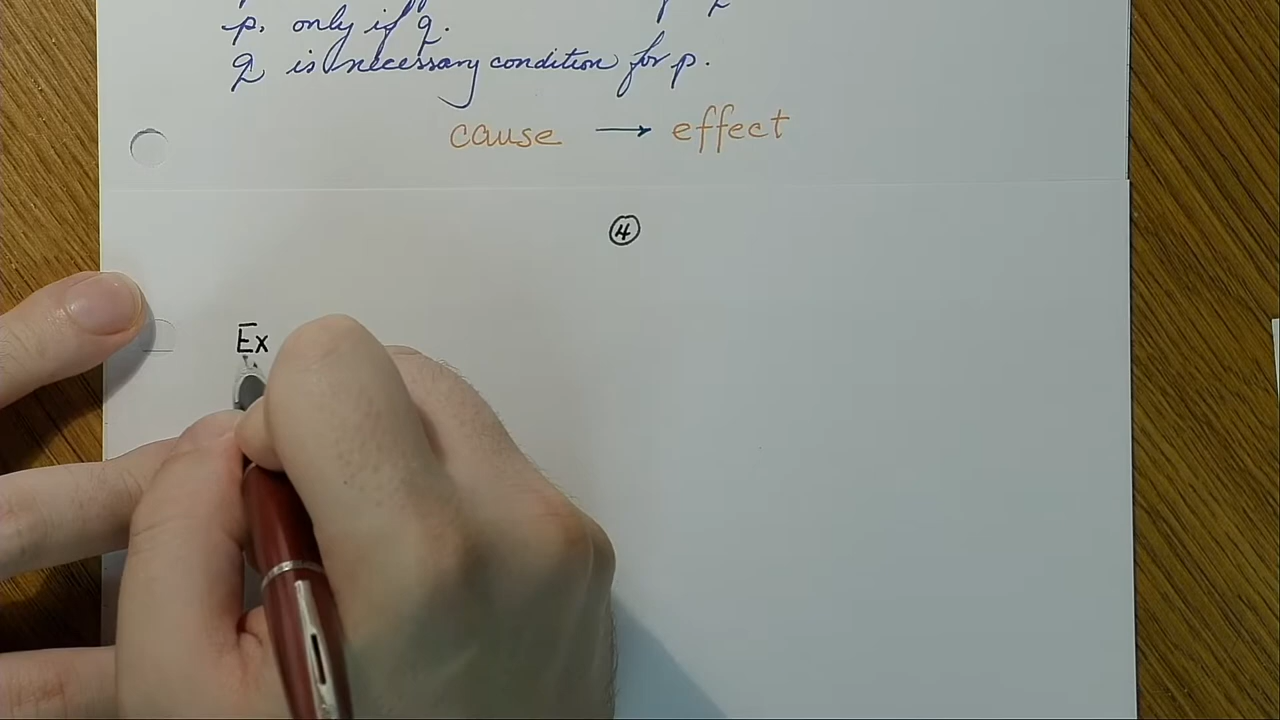 p, only if q.
q is necessary condition for p.
cause → effect
4
Ex